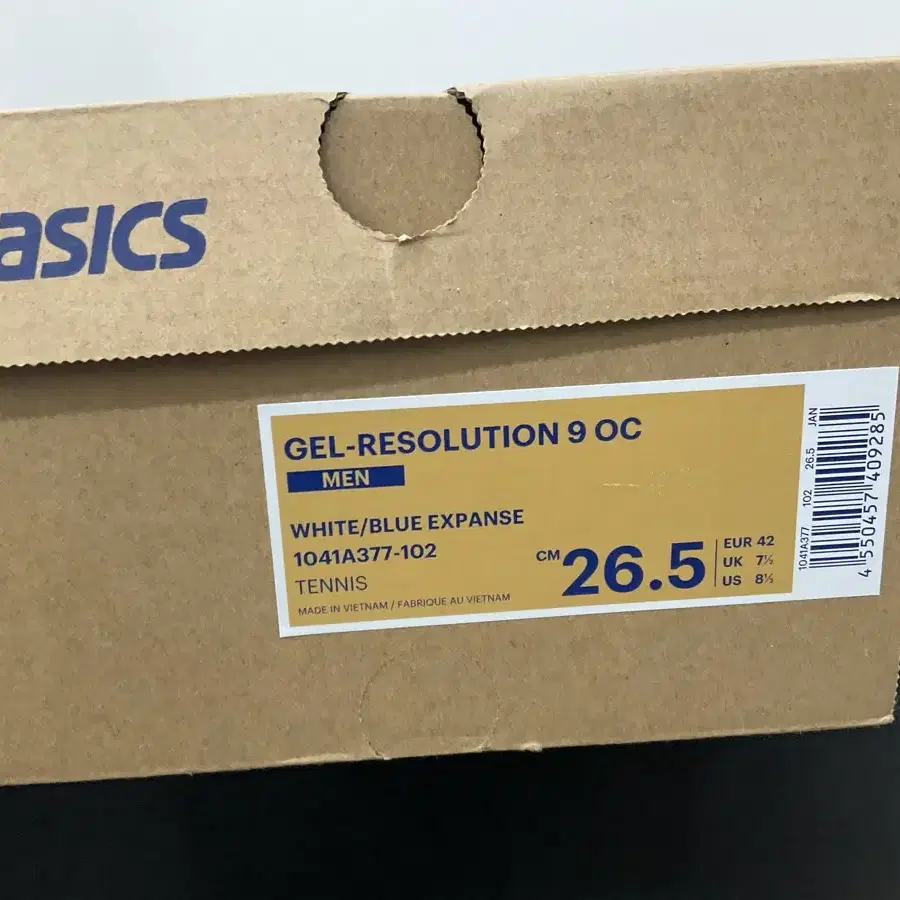 asics
GEL-RESOLUTION 9 OC
MEN
WHITE/BLUE EXPANSE
1041A377-102
TENNIS
MADE IN VIETNAM / FABRIQUE AU VIETNAM
CM 26.5
EUR 42
UK 7½
US 8½
1041A377 102 26.5 JAN
4 550457 409285